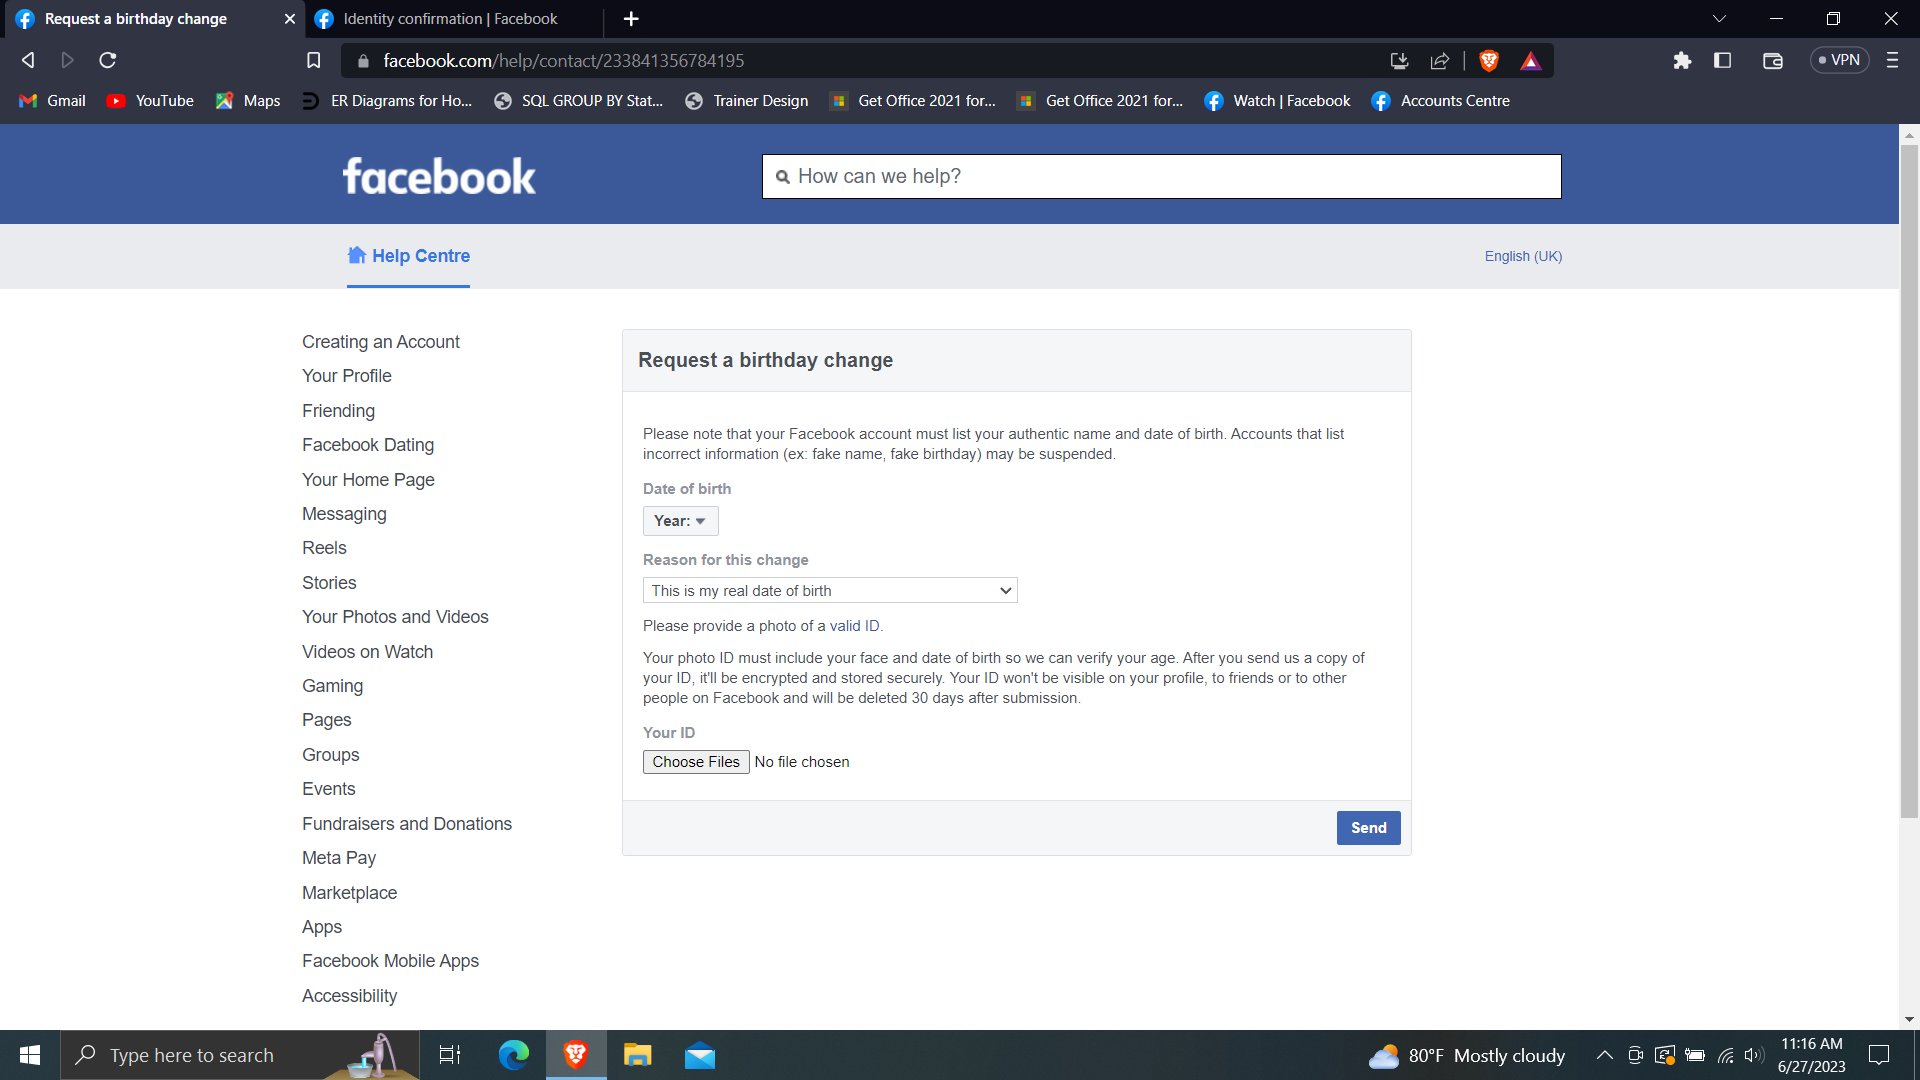 Request a birthday change
Identity confirmation | Facebook
facebook.com/help/contact/233841356784195
VPN
Gmail
YouTube
Maps
ER Diagrams for Ho...
SQL GROUP BY Stat...
Trainer Design
Get Office 2021 for...
Get Office 2021 for...
Watch | Facebook
Accounts Centre
facebook
How can we help?
Help Centre
English (UK)
Creating an Account
Your Profile
Friending
Facebook Dating
Your Home Page
Messaging
Reels
Stories
Your Photos and Videos
Videos on Watch
Gaming
Pages
Groups
Events
Fundraisers and Donations
Meta Pay
Marketplace
Apps
Facebook Mobile Apps
Accessibility
Request a birthday change
Please note that your Facebook account must list your authentic name and date of birth. Accounts that list
incorrect information (ex: fake name, fake birthday) may be suspended.
Date of birth
Year:
Reason for this change
This is my real date of birth
Please provide a photo of a valid ID.
Your photo ID must include your face and date of birth so we can verify your age. After you send us a copy of
your ID, it'll be encrypted and stored securely. Your ID won't be visible on your profile, to friends or to other
people on Facebook and will be deleted 30 days after submission.
Your ID
Choose Files No file chosen
Send
Type here to search
80°F Mostly cloudy
11:16 AM
6/27/2023